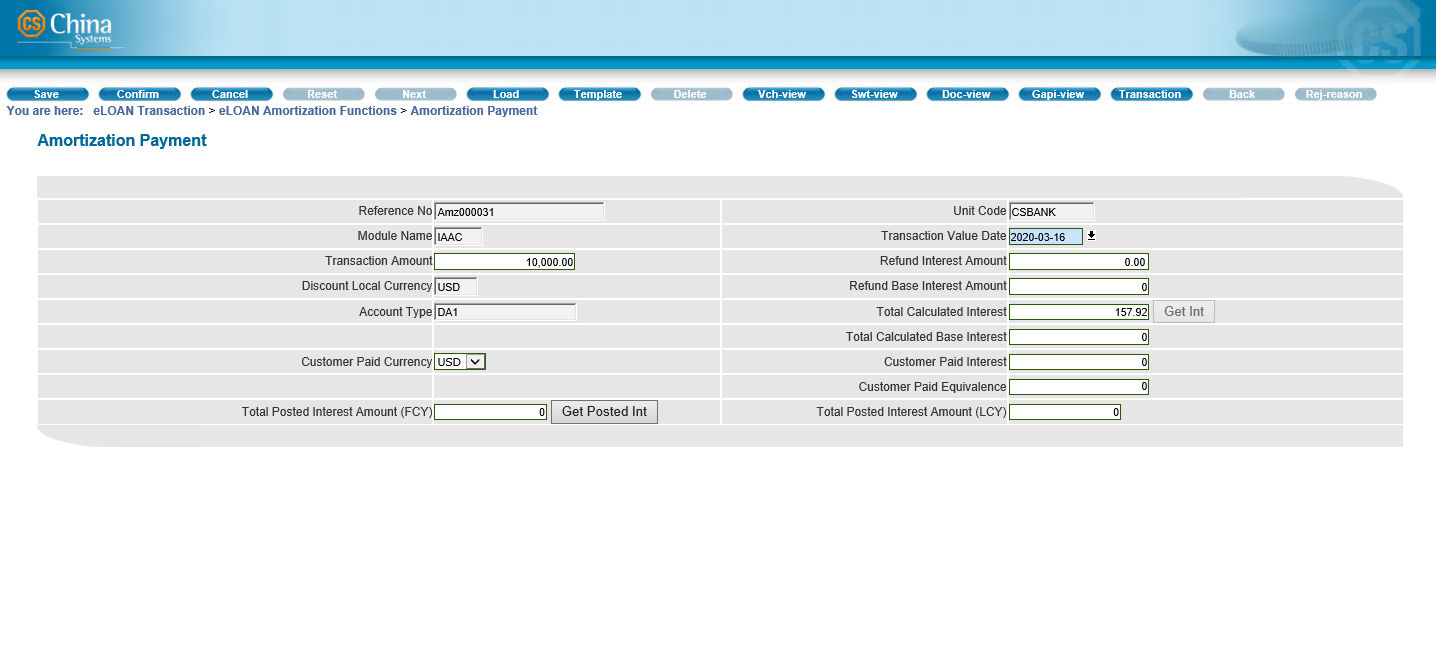 CS China
Systems
Save Confirm Cancel Reset Next Load Template Delete Vch-view Swt-view Doc-view Gapi-view Transaction Back Rej-reason
You are here: eLOAN Transaction > eLOAN Amortization Functions > Amortization Payment
Amortization Payment
Reference No Amz000031 Unit Code CSBANK
Module Name IAAC Transaction Value Date 2020-03-16
Transaction Amount 10,000.00 Refund Interest Amount 0.00
Discount Local Currency USD Refund Base Interest Amount 0
Account Type DA1 Total Calculated Interest 157.92 Get Int
Total Calculated Base Interest 0
Customer Paid Currency USD Customer Paid Interest 0
Customer Paid Equivalence 0
Total Posted Interest Amount (FCY) 0 Get Posted Int Total Posted Interest Amount (LCY) 0